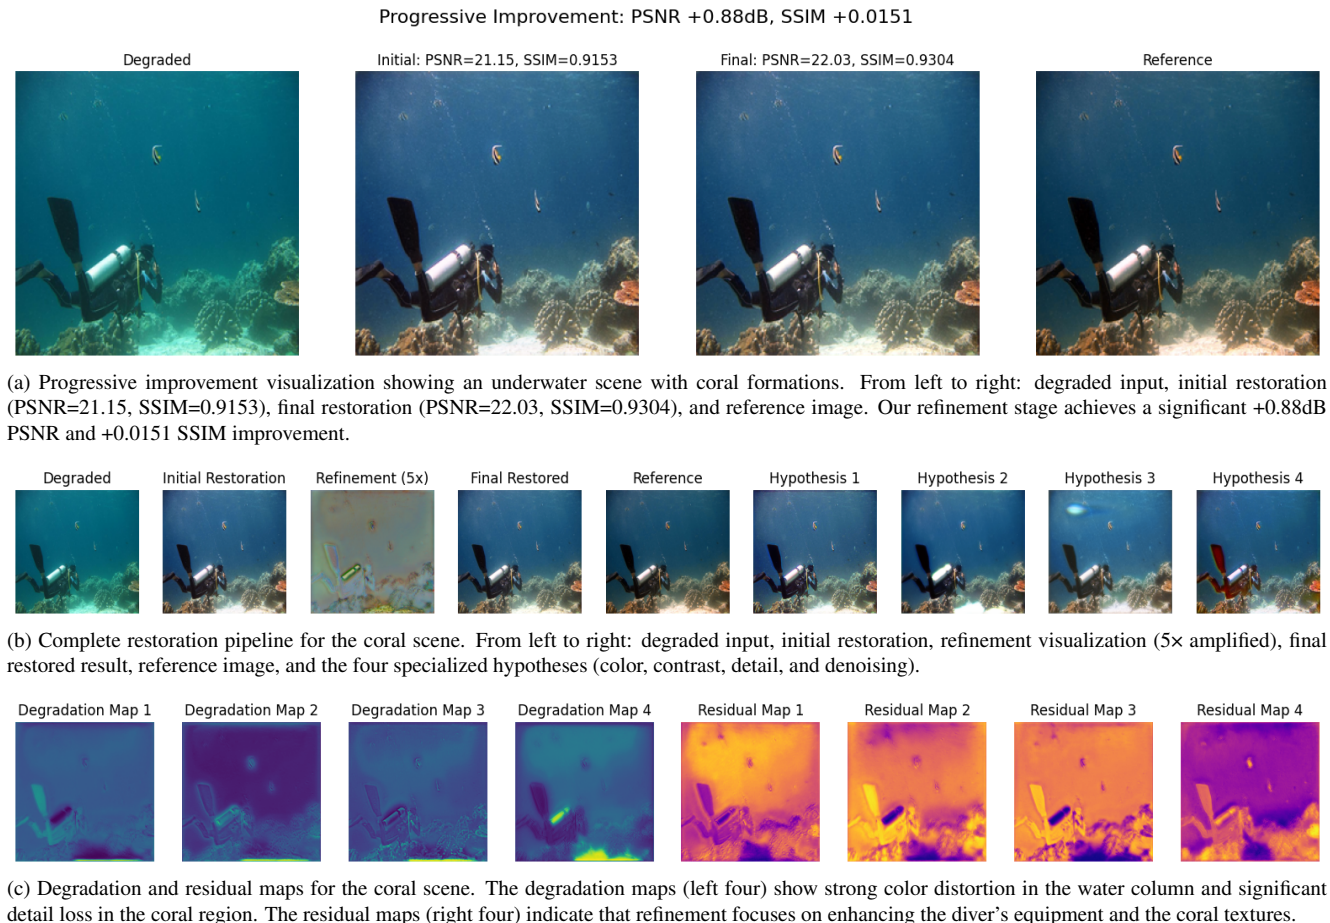 Progressive Improvement: PSNR +0.88dB, SSIM +0.0151
Degraded
Initial: PSNR=21.15, SSIM=0.9153
Final: PSNR=22.03, SSIM=0.9304
Reference
(a) Progressive improvement visualization showing an underwater scene with coral formations. From left to right: degraded input, initial restoration
(PSNR=21.15, SSIM=0.9153), final restoration (PSNR=22.03, SSIM=0.9304), and reference image. Our refinement stage achieves a significant +0.88dB
PSNR and +0.0151 SSIM improvement.
Degraded
Initial Restoration
Refinement (5x)
Final Restored
Reference
Hypothesis 1
Hypothesis 2
Hypothesis 3
Hypothesis 4
(b) Complete restoration pipeline for the coral scene. From left to right: degraded input, initial restoration, refinement visualization (5× amplified), final
restored result, reference image, and the four specialized hypotheses (color, contrast, detail, and denoising).
Degradation Map 1
Degradation Map 2
Degradation Map 3
Degradation Map 4
Residual Map 1
Residual Map 2
Residual Map 3
Residual Map 4
(c) Degradation and residual maps for the coral scene. The degradation maps (left four) show strong color distortion in the water column and significant
detail loss in the coral region. The residual maps (right four) indicate that refinement focuses on enhancing the diver's equipment and the coral textures.